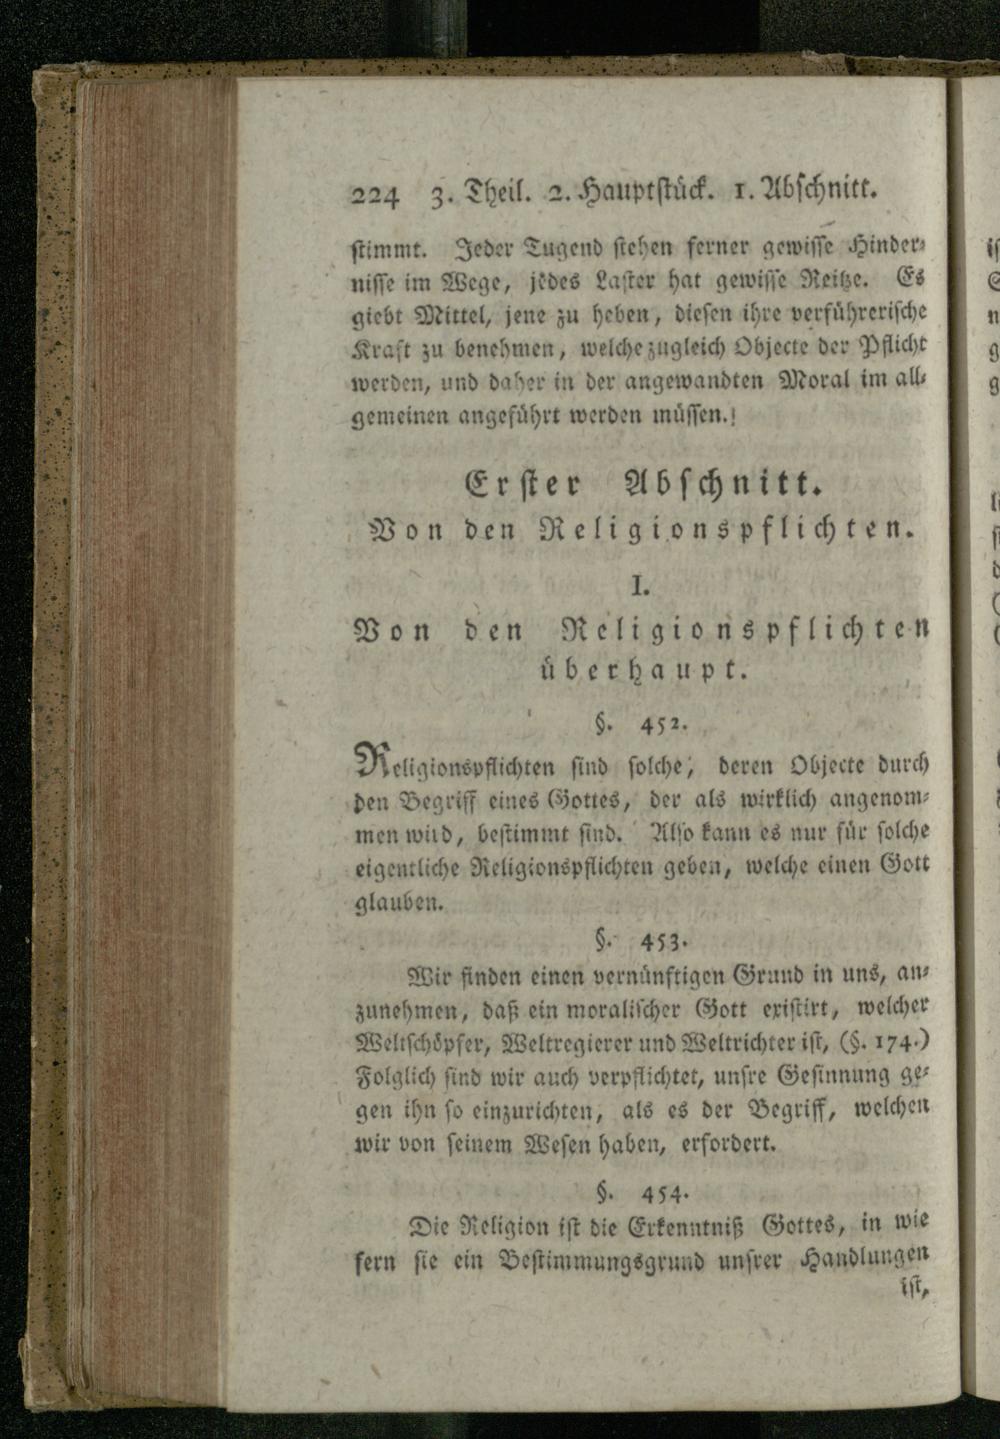 224 3. Theil. 2. Hauptstück. 1. Abschnitt.
stimmt. Jeder Tugend stehen ferner gewisse Hinder⸗
nisse im Wege, jedes Laster hat gewisse Reitze. Es
giebt Mittel, jene zu heben, diesen ihre verführerische
Kraft zu benehmen, welche zugleich Objecte der Pflicht
werden, und daher in der angewandten Moral im all⸗
gemeinen angeführt werden müssen.
Erster Abschnitt.
Von den Religionspflichten.
I.
Von den Religionspflichten
überhaupt.
§. 452.
Religionspflichten sind solche, deren Objecte durch
den Begriff eines Gottes, der als wirklich angenom⸗
men wird, bestimmt sind. Also kann es nur für solche
eigentliche Religionspflichten geben, welche einen Gott
glauben.
§. 453.
Wir finden einen vernünftigen Grund in uns, an⸗
zunehmen, daß ein moralischer Gott existirt, welcher
Weltschöpfer, Weltregierer und Weltrichter ist, (§. 174.)
Folglich sind wir auch verpflichtet, unsre Gesinnung ge⸗
gen ihn so einzurichten, als es der Begriff, welchen
wir von seinem Wesen haben, erfordert.
§. 454.
Die Religion ist die Erkenntniß Gottes, in wie
fern sie ein Bestimmungsgrund unsrer Handlungen
ist,